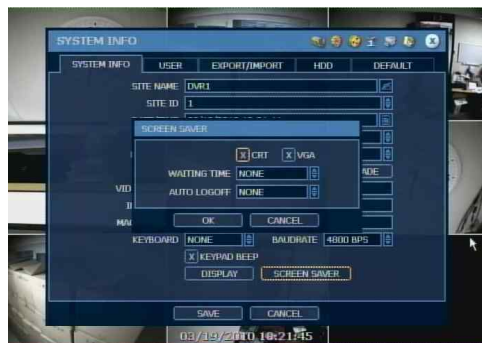 SYSTEM INFO
SYSTEM INFO USER EXPORT/IMPORT HDD DEFAULT
SITE NAME DVR1
SITE ID 1
SCREEN SAVER
X CRT X VGA
WAITING TIME NONE
AUTO LOGOFF NONE
VID
OK CANCEL
MAC
KEYBOARD NONE BAUDRATE 4800 BPS
X KEYPAD BEEP
DISPLAY SCREEN SAVER
SAVE CANCEL
03/19/2010 10:21:45